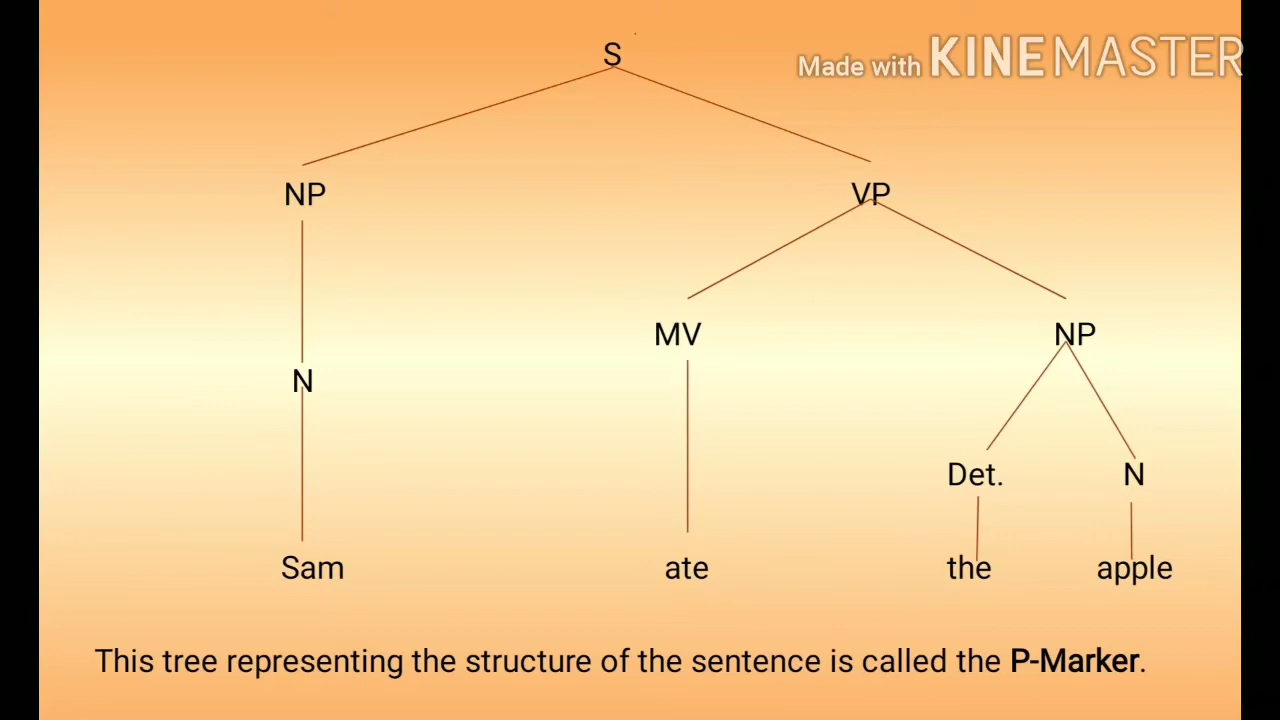 S
Made with KINEMASTER
NP VP
MV NP
N
Det. N
Sam ate the apple
This tree representing the structure of the sentence is called the P-Marker.